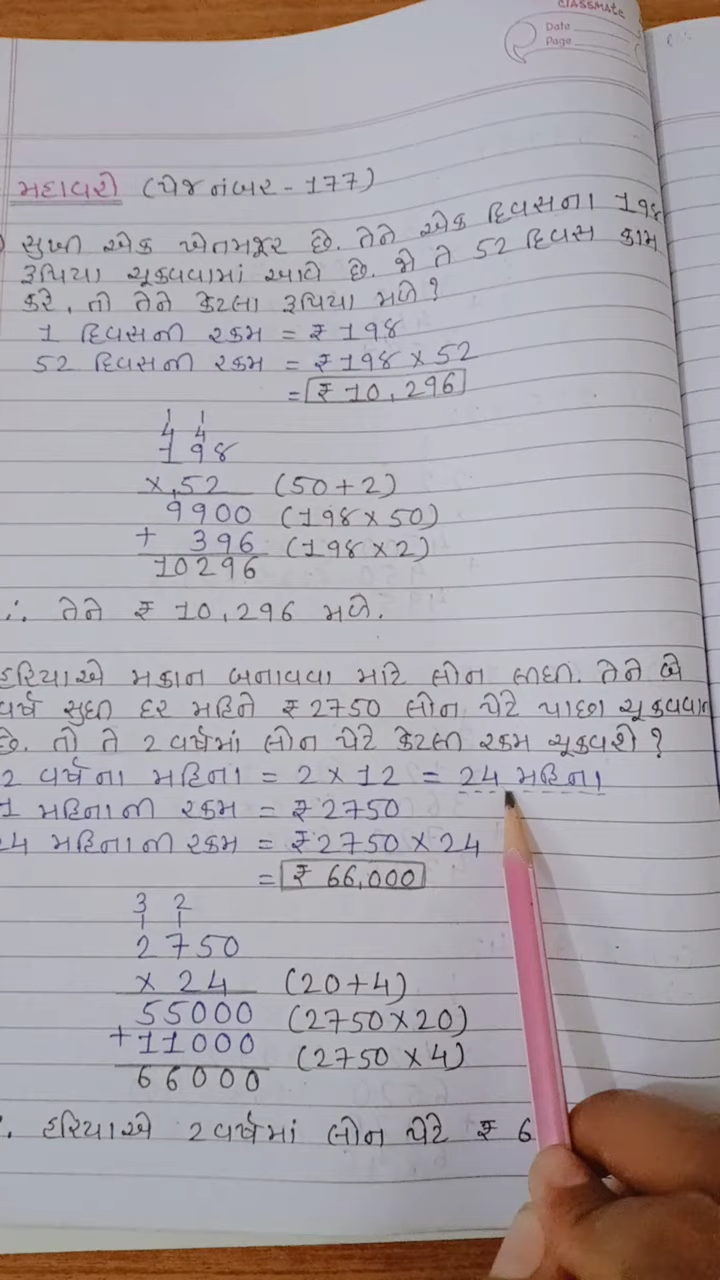 classmate
Date
Page
મહાવરો (પેજ નંબર - 177)
સુખી એક ખેતમજૂર છે. તેને એક દિવસના 198
રૂપિયા ચૂકવવામાં આવે છે. જો તે 52 દિવસ કામ
કરે, તો તેને કેટલા રૂપિયા મળે ?
1 દિવસની રકમ = ₹ 198
52 દિવસની રકમ = ₹ 198 × 52
= ₹ 10,296
1 1
4 4
198
× 52 (50+2)
9900 (198×50)
+ 396 (198×2)
10296
∴ તેને ₹ 10,296 મળે.
હરિયાએ મકાન બનાવવા માટે લોન લીધી. તેને બે
વર્ષ સુધી દર મહિને ₹ 2750 લોન પેટે પાછા ચૂકવવાના
છે. તો તે 2 વર્ષમાં લોન પેટે કેટલી રકમ ચૂકવશે ?
2 વર્ષના મહિના = 2 × 12 = 24 મહિના
1 મહિનાની રકમ = ₹ 2750
24 મહિનાની રકમ = ₹ 2750 × 24
= ₹ 66,000
3 2
1 1
2750
× 24 (20+4)
55000 (2750×20)
+11000 (2750×4)
66000
∴ હરિયાએ 2 વર્ષમાં લોન પેટે ₹ 6